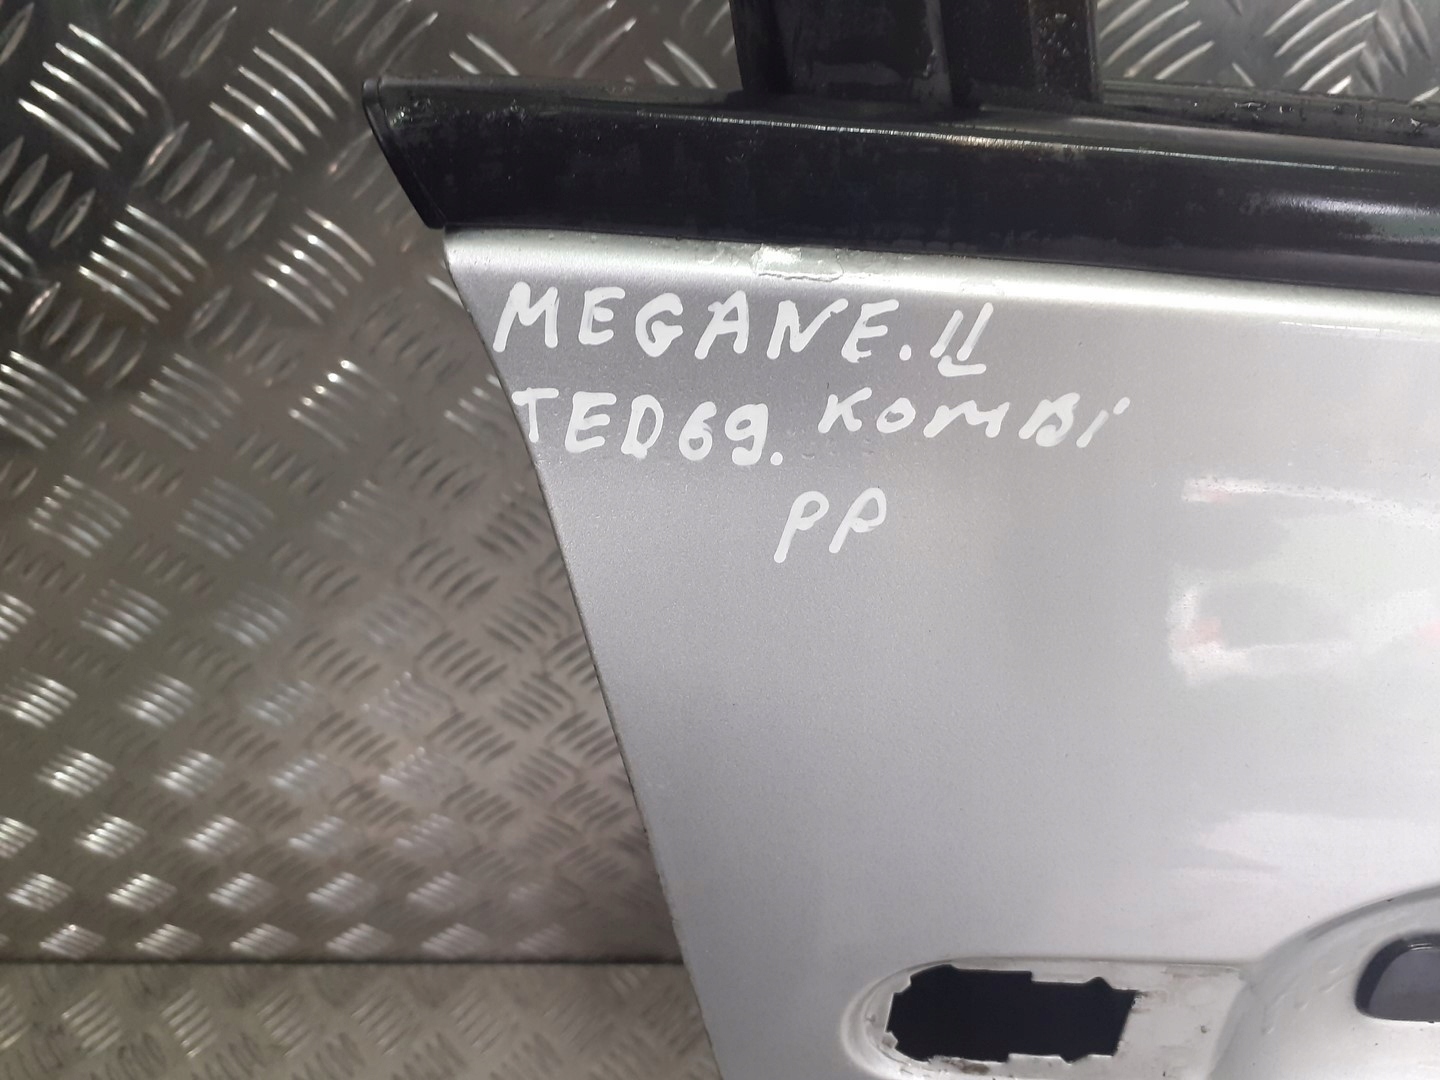 MEGANE. II
TED69. KOMBI
PP